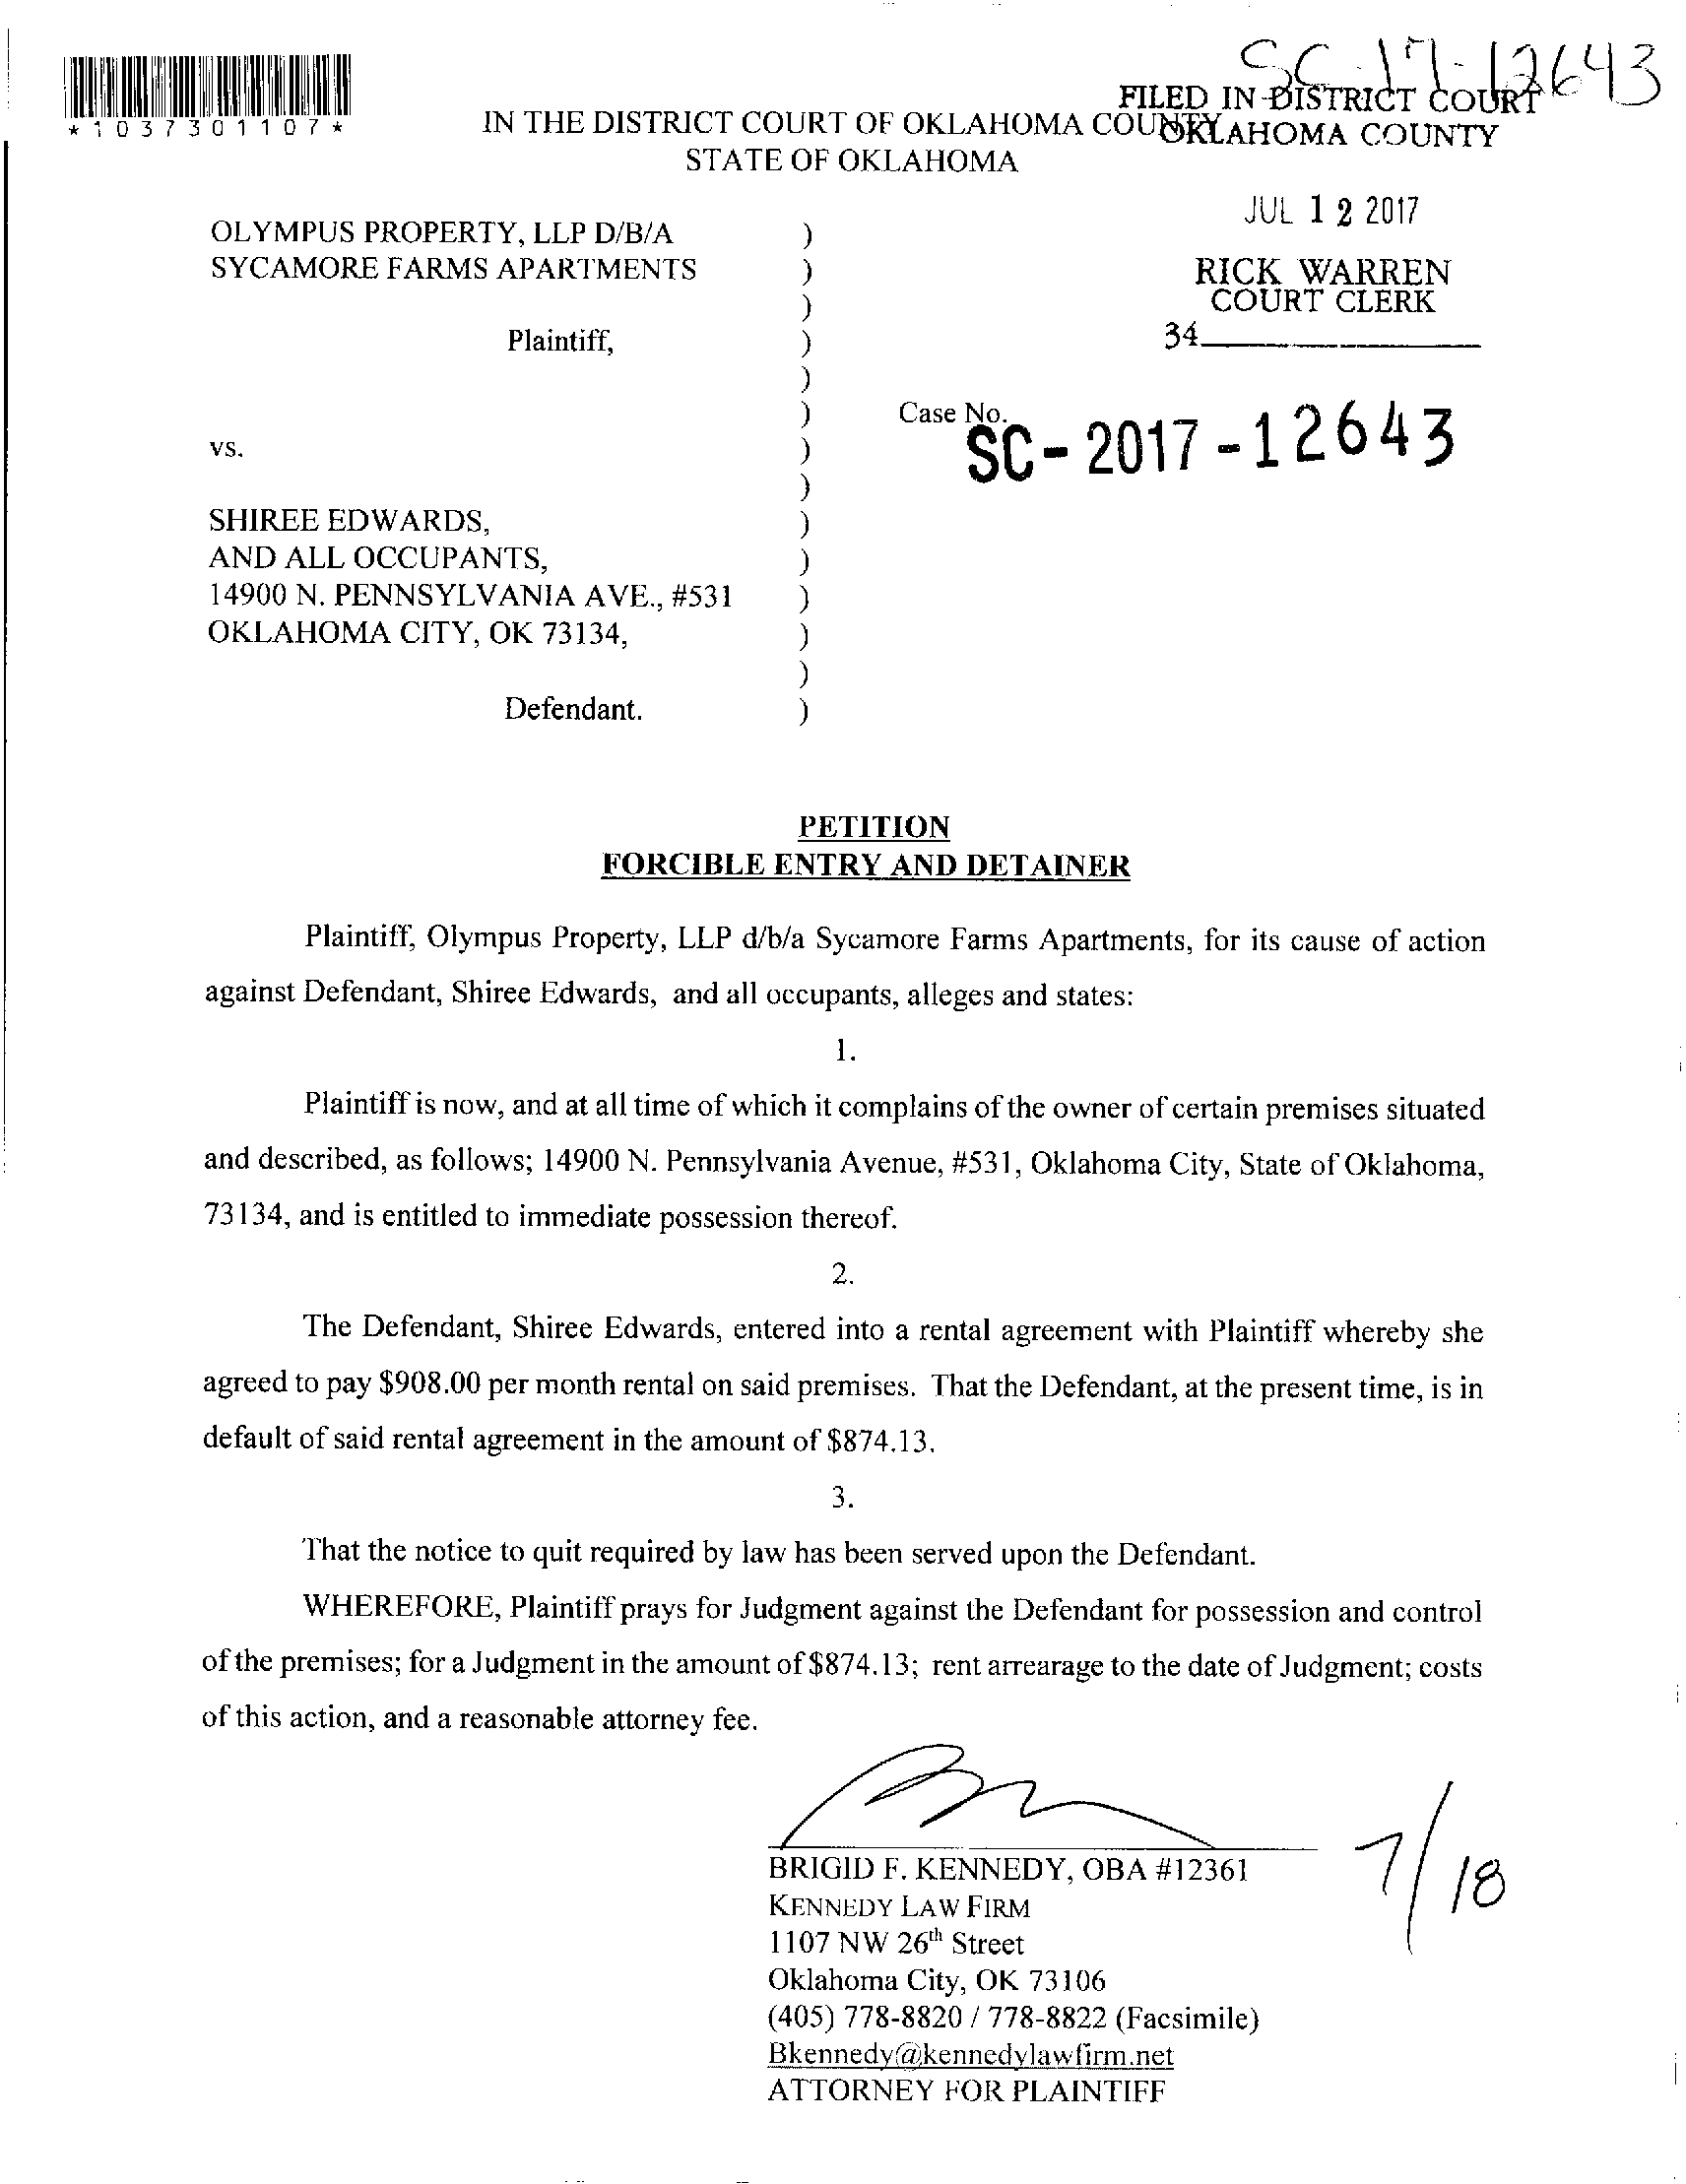 SC-17-12643
*1037301107*
FILED IN DISTRICT COURT
OKLAHOMA COUNTY
IN THE DISTRICT COURT OF OKLAHOMA COUNTY
STATE OF OKLAHOMA
JUL 12 2017
RICK WARREN
COURT CLERK
34
OLYMPUS PROPERTY, LLP D/B/A )
SYCAMORE FARMS APARTMENTS )
)
Plaintiff, )
)
) Case No. SC-2017-12643
vs. )
)
SHIREE EDWARDS, )
AND ALL OCCUPANTS, )
14900 N. PENNSYLVANIA AVE., #531 )
OKLAHOMA CITY, OK 73134, )
)
Defendant. )
PETITION
FORCIBLE ENTRY AND DETAINER
Plaintiff, Olympus Property, LLP d/b/a Sycamore Farms Apartments, for its cause of action
against Defendant, Shiree Edwards, and all occupants, alleges and states:
1.
Plaintiff is now, and at all time of which it complains of the owner of certain premises situated
and described, as follows; 14900 N. Pennsylvania Avenue, #531, Oklahoma City, State of Oklahoma,
73134, and is entitled to immediate possession thereof.
2.
The Defendant, Shiree Edwards, entered into a rental agreement with Plaintiff whereby she
agreed to pay $908.00 per month rental on said premises. That the Defendant, at the present time, is in
default of said rental agreement in the amount of $874.13.
3.
That the notice to quit required by law has been served upon the Defendant.
WHEREFORE, Plaintiff prays for Judgment against the Defendant for possession and control
of the premises; for a Judgment in the amount of $874.13; rent arrearage to the date of Judgment; costs
of this action, and a reasonable attorney fee.
BRIGID F. KENNEDY, OBA #12361
7/18
KENNEDY LAW FIRM
1107 NW 26th Street
Oklahoma City, OK 73106
(405) 778-8820 / 778-8822 (Facsimile)
Bkennedy@kennedylawfirm.net
ATTORNEY FOR PLAINTIFF